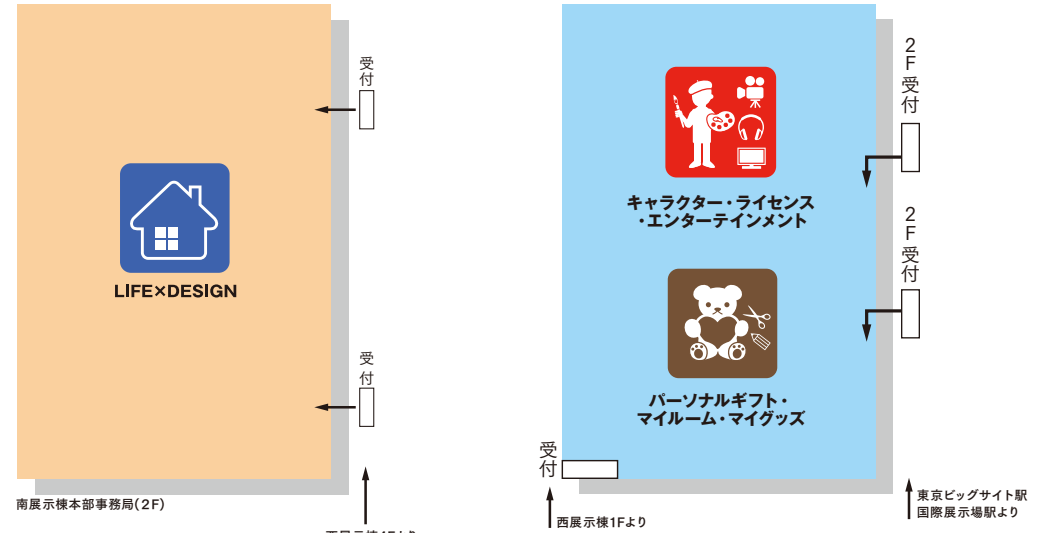 受付
LIFE×DESIGN
受付
南展示棟本部事務局(2F)
2F受付
キャラクター・ライセンス
・エンターテインメント
2F受付
パーソナルギフト・
マイルーム・マイグッズ
受付
西展示棟1Fより
東京ビッグサイト駅
国際展示場駅より